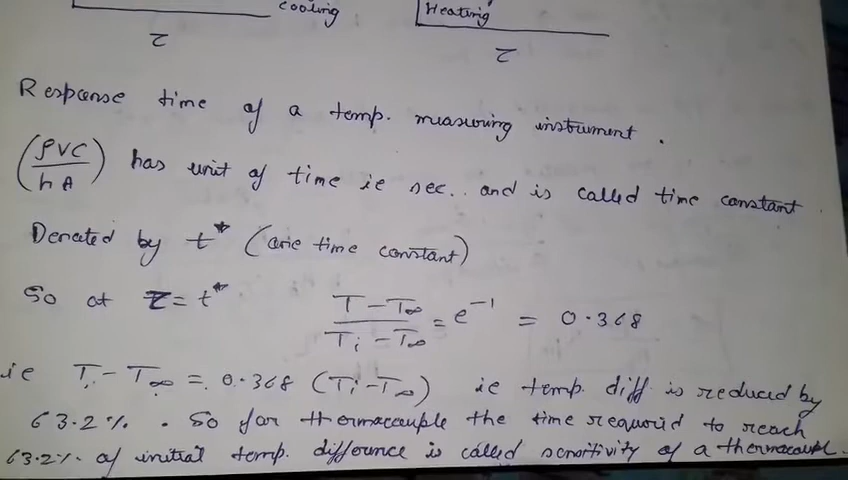 cooling
Heating
τ
τ
Response time of a temp. measuring instrument.
(ρVC / hA) has unit of time ie sec.. and is called time constant
Denoted by t* (one time constant)
So at τ = t* (T - T∞) / (Ti - T∞) = e^-1 = 0.368
ie Ti - T∞ = 0.368 (Ti - T∞) ie temp. diff. is reduced by
63.2%. So for thermocouple the time required to reach
63.2% of initial temp. difference is called sensitivity of a thermocouple.